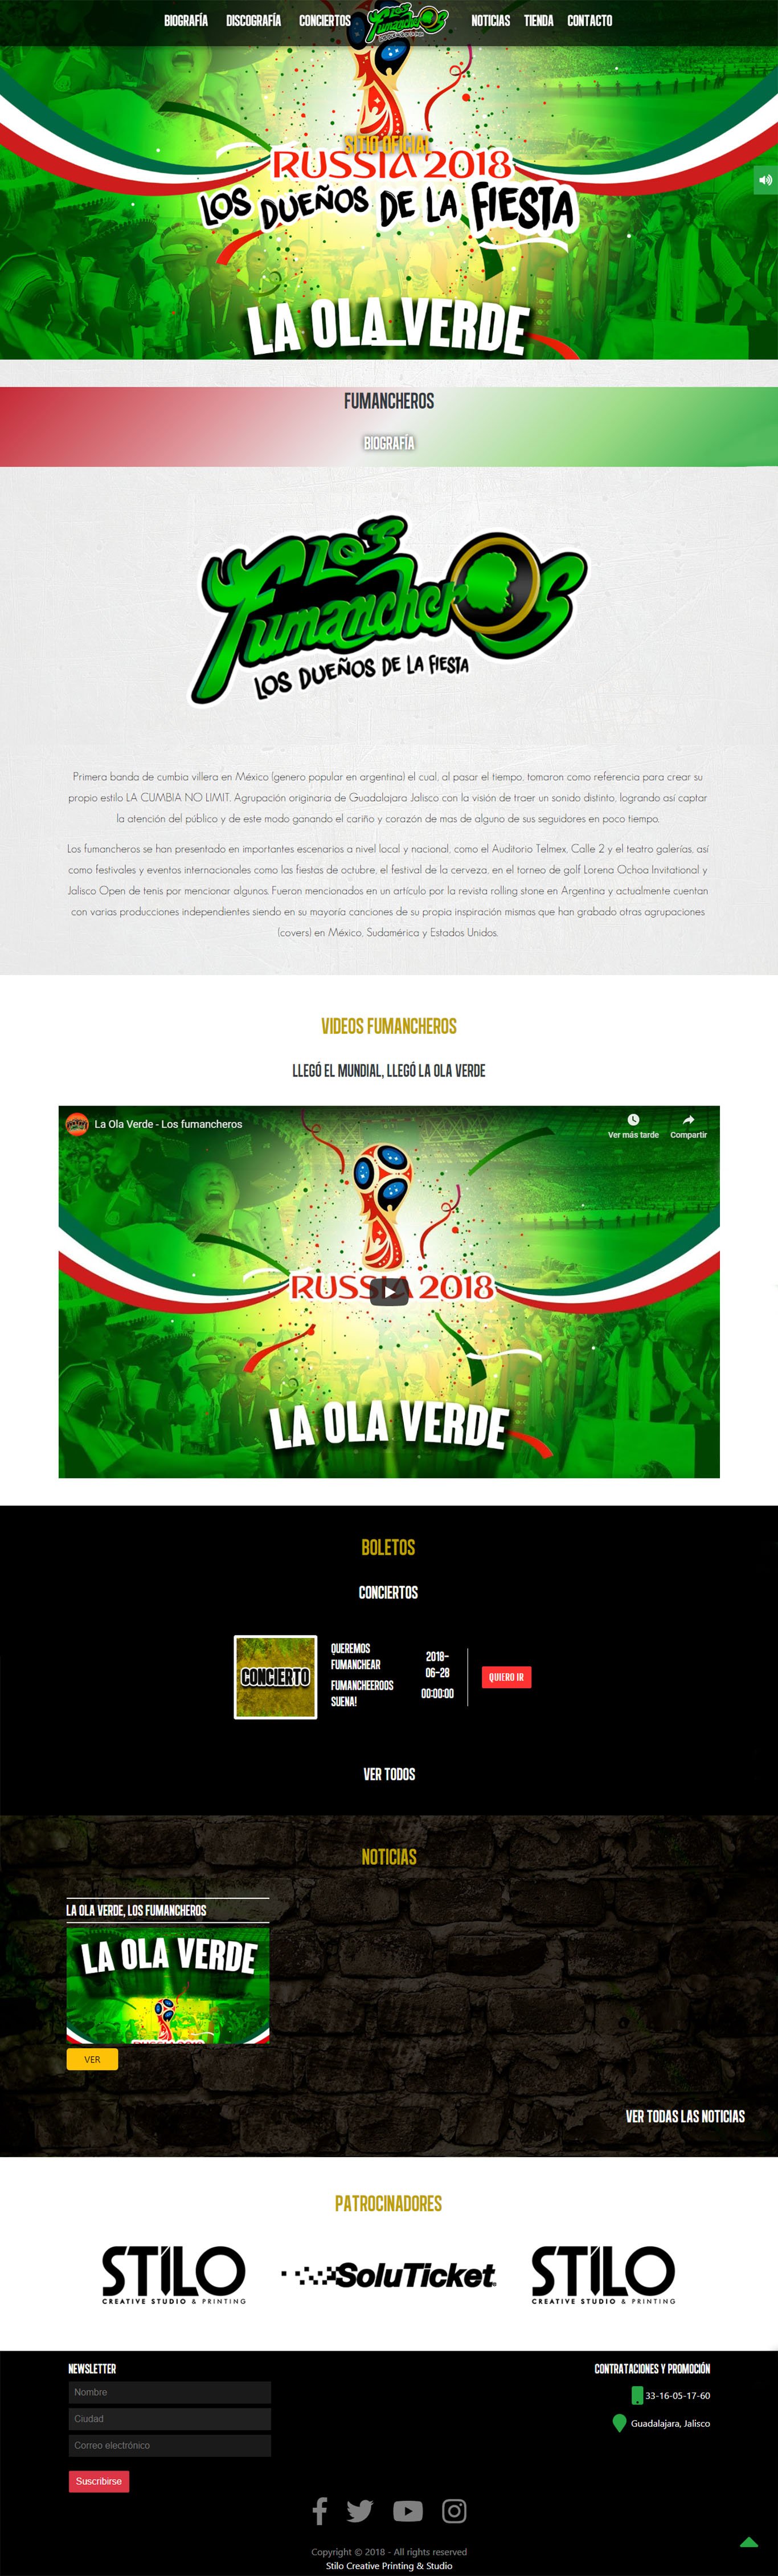 BIOGRAFÍA DISCOGRAFÍA CONCIERTOS Los Fumancheros NOTICIAS TIENDA CONTACTO
SITIO OFICIAL
RUSSIA 2018
LOS DUEÑOS DE LA FIESTA
LA OLA VERDE
FUMANCHEROS
BIOGRAFÍA
Los
Fumancheros
LOS DUEÑOS DE LA FIESTA
Primera banda de cumbia villera en México (genero popular en argentina) el cual, al pasar el tiempo, tomaron como referencia para crear su
propio estilo LA CUMBIA NO LIMIT. Agrupación originaria de Guadalajara Jalisco con la visión de traer un sonido distinto, logrando así captar
la atención del público y de este modo ganando el cariño y corazón de mas de alguno de sus seguidores en poco tiempo.
Los fumancheros se han presentado en importantes escenarios a nivel local y nacional, como el Auditorio Telmex, Calle 2 y el teatro galerías, así
como festivales y eventos internacionales como las fiestas de octubre, el festival de la cerveza, en el torneo de golf Lorena Ochoa Invitational y
Jalisco Open de tenis por mencionar algunos. Fueron mencionados en un artículo por la revista rolling stone en Argentina y actualmente cuentan
con varias producciones independientes siendo en su mayoría canciones de su propia inspiración mismas que han grabado otras agrupaciones
(covers) en México, Sudamérica y Estados Unidos.
VIDEOS FUMANCHEROS
LLEGÓ EL MUNDIAL, LLEGÓ LA OLA VERDE
La Ola Verde - Los fumancheros
Ver más tarde Compartir
RUSSIA 2018
LA OLA VERDE
BOLETOS
CONCIERTOS
CONCIERTO
QUEREMOS
FUMANCHEAR
FUMANCHEEROOS
SUENA!
2018-
06-28
00:00:00
QUIERO IR
VER TODOS
NOTICIAS
LA OLA VERDE, LOS FUMANCHEROS
LA OLA VERDE
RUSSIA 2018
VER
VER TODAS LAS NOTICIAS
PATROCINADORES
STILO
CREATIVE STUDIO & PRINTING
SoluTicket
STILO
CREATIVE STUDIO & PRINTING
NEWSLETTER
Nombre
Ciudad
Correo electrónico
Suscribirse
CONTRATACIONES Y PROMOCIÓN
33-16-05-17-60
Guadalajara, Jalisco
Copyright © 2018 - All rights reserved
Stilo Creative Printing & Studio